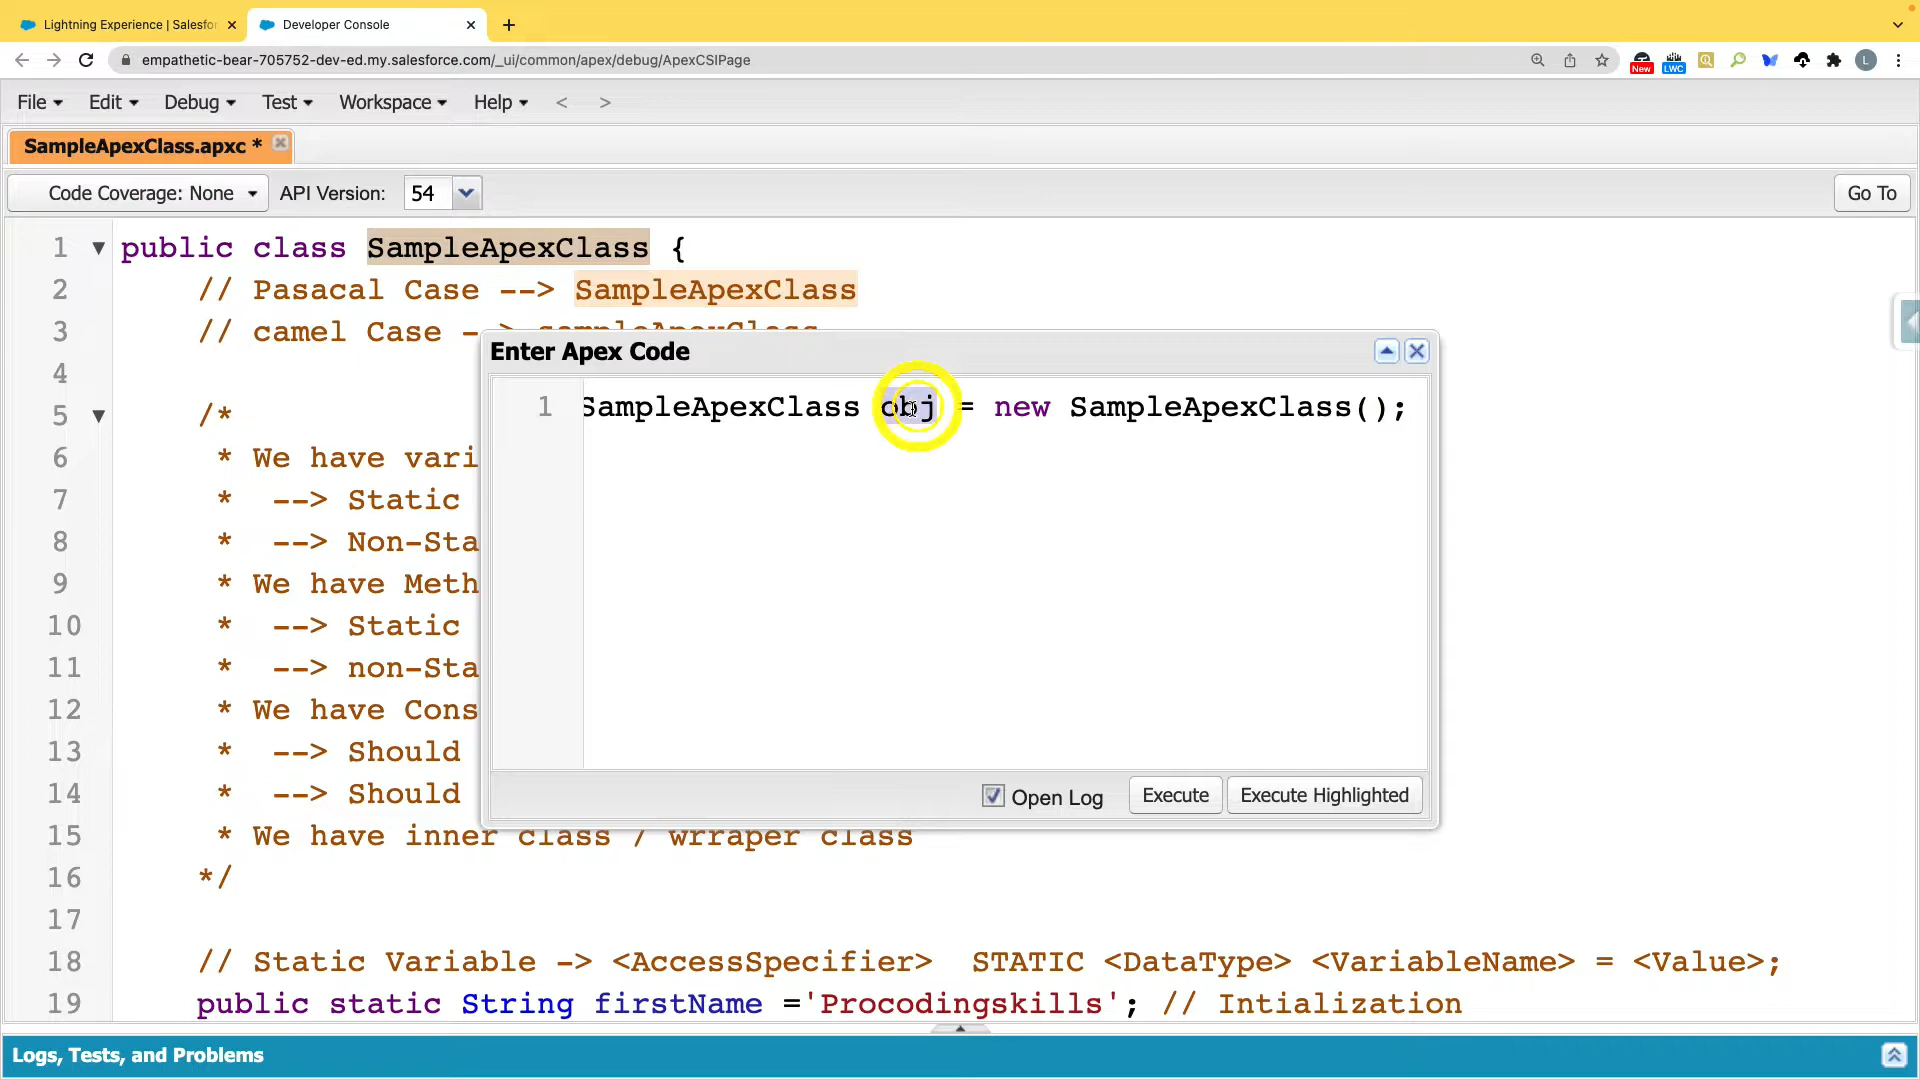 Lightning Experience | Salesfor
Developer Console
empathetic-bear-705752-dev-ed.my.salesforce.com/_ui/common/apex/debug/ApexCSIPage
New
LWC
L
File Edit Debug Test Workspace Help < >
SampleApexClass.apxc *
Code Coverage: None API Version: 54
Go To
1 public class SampleApexClass {
2 // Pasacal Case --> SampleApexClass
3 // camel Case --> sampleApexClass
4
5 /*
6 * We have vari
7 * --> Static
8 * --> Non-Sta
9 * We have Meth
10 * --> Static
11 * --> non-Sta
12 * We have Cons
13 * --> Should
14 * --> Should
15 * We have inner class / wrraper class
16 */
17
18 // Static Variable -> <AccessSpecifier> STATIC <DataType> <VariableName> = <Value>;
19 public static String firstName ='Procodingskills'; // Intialization
Enter Apex Code
1 SampleApexClass obj = new SampleApexClass();
Open Log Execute Execute Highlighted
Logs, Tests, and Problems